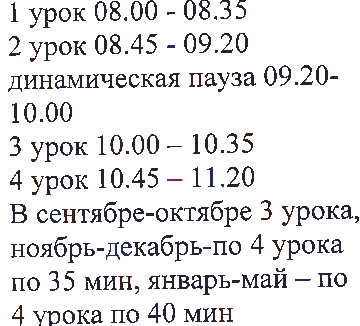 1 урок 08.00 - 08.35
2 урок 08.45 - 09.20
динамическая пауза 09.20-
10.00
3 урок 10.00 – 10.35
4 урок 10.45 – 11.20
В сентябре-октябре 3 урока,
ноябрь-декабрь-по 4 урока
по 35 мин, январь-май – по
4 урока по 40 мин